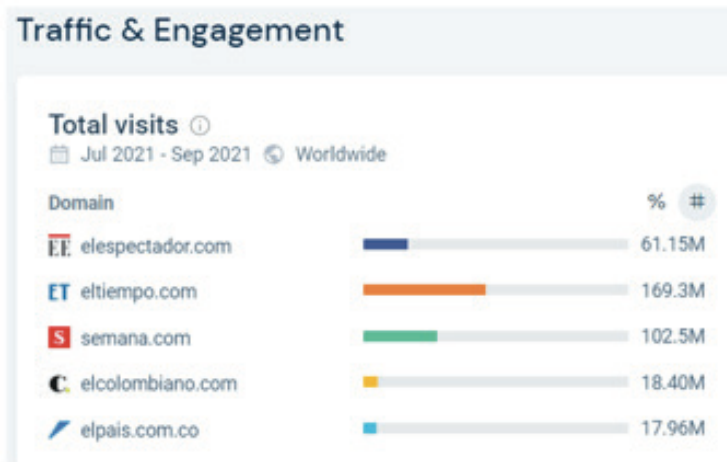 Traffic & Engagement
Total visits
Jul 2021 - Sep 2021 Worldwide
Domain % #
EE elespectador.com 61.15M
ET eltiempo.com 169.3M
S semana.com 102.5M
C. elcolombiano.com 18.40M
elpais.com.co 17.96M